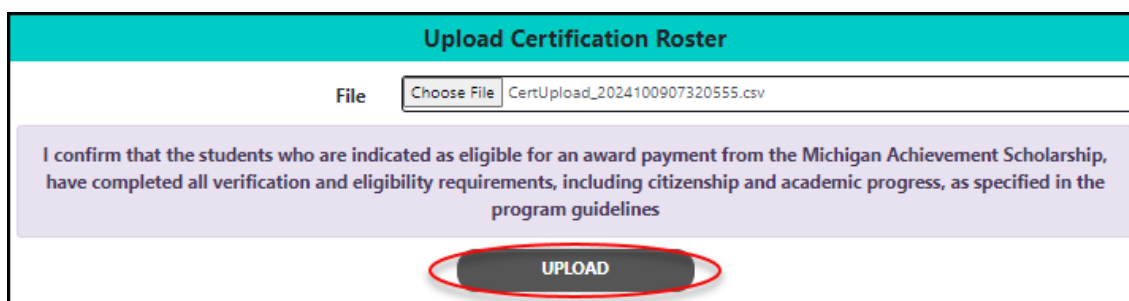 Upload Certification Roster
File Choose File CertUpload_2024100907320555.csv
I confirm that the students who are indicated as eligible for an award payment from the Michigan Achievement Scholarship,
have completed all verification and eligibility requirements, including citizenship and academic progress, as specified in the
program guidelines
UPLOAD